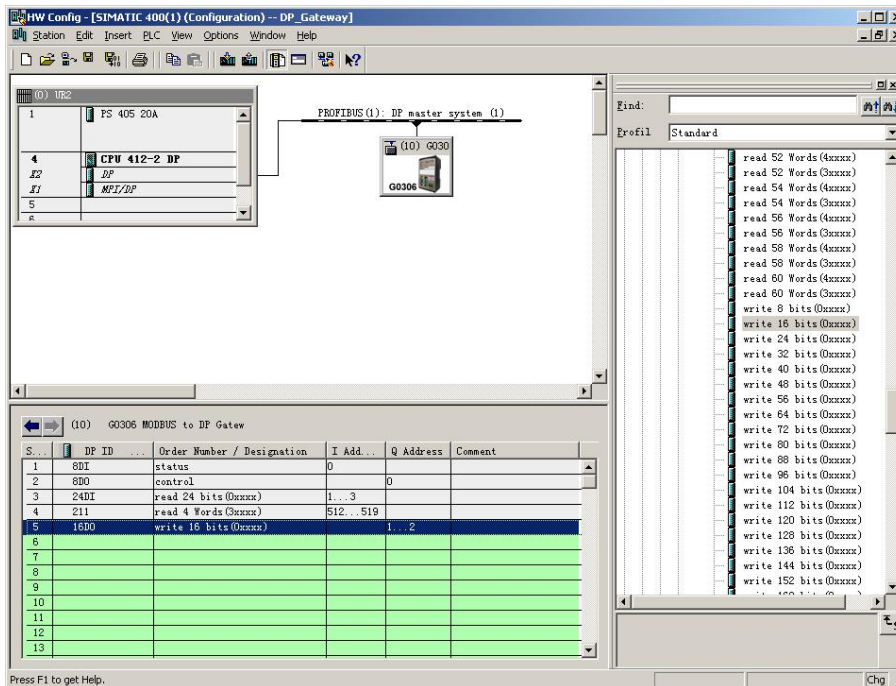 HW Config - [SIMATIC 400(1) (Configuration) -- DP_Gateway]
Station Edit Insert PLC View Options Window Help
(0) UR2
1 PS 405 20A
4 CPU 412-2 DP
X2 DP
X1 MPI/DP
5
6
PROFIBUS(1): DP master system (1)
(10) G030
G0306
(10) G0306 MODBUS to DP Gatew
S... DP ID ... Order Number / Designation I Add... Q Address Comment
1 8DI status 0
2 8DO control 0
3 24DI read 24 bits(0xxxx) 1...3
4 211 read 4 Words(3xxxx) 512...519
5 16DO write 16 bits(0xxxx) 1...2
6
7
8
9
10
11
12
13
Find:
Profil Standard
read 52 Words(4xxxx)
read 52 Words(3xxxx)
read 54 Words(4xxxx)
read 54 Words(3xxxx)
read 56 Words(4xxxx)
read 56 Words(3xxxx)
read 58 Words(4xxxx)
read 58 Words(3xxxx)
read 60 Words(4xxxx)
read 60 Words(3xxxx)
write 8 bits(0xxxx)
write 16 bits(0xxxx)
write 24 bits(0xxxx)
write 32 bits(0xxxx)
write 40 bits(0xxxx)
write 48 bits(0xxxx)
write 56 bits(0xxxx)
write 64 bits(0xxxx)
write 72 bits(0xxxx)
write 80 bits(0xxxx)
write 88 bits(0xxxx)
write 96 bits(0xxxx)
write 104 bits(0xxxx)
write 112 bits(0xxxx)
write 120 bits(0xxxx)
write 128 bits(0xxxx)
write 136 bits(0xxxx)
write 144 bits(0xxxx)
write 152 bits(0xxxx)
Press F1 to get Help.
Chg